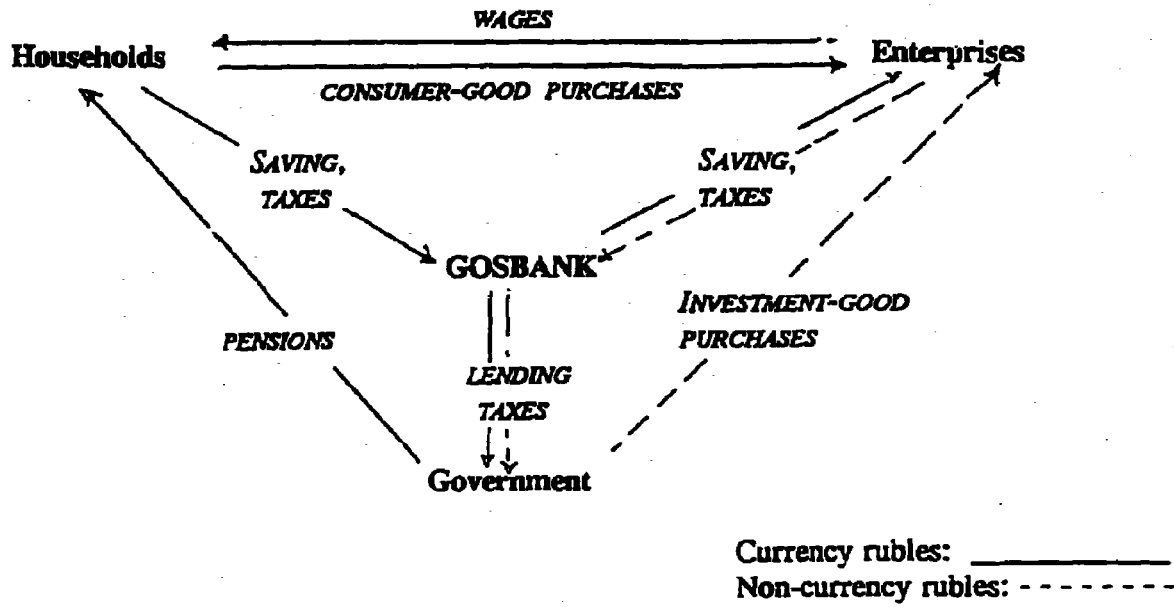 WAGES
Households
Enterprises
CONSUMER-GOOD PURCHASES
SAVING,
TAXES
SAVING,
TAXES
GOSBANK
INVESTMENT-GOOD
PURCHASES
PENSIONS
LENDING
TAXES
Government
Currency rubles:
Non-currency rubles: